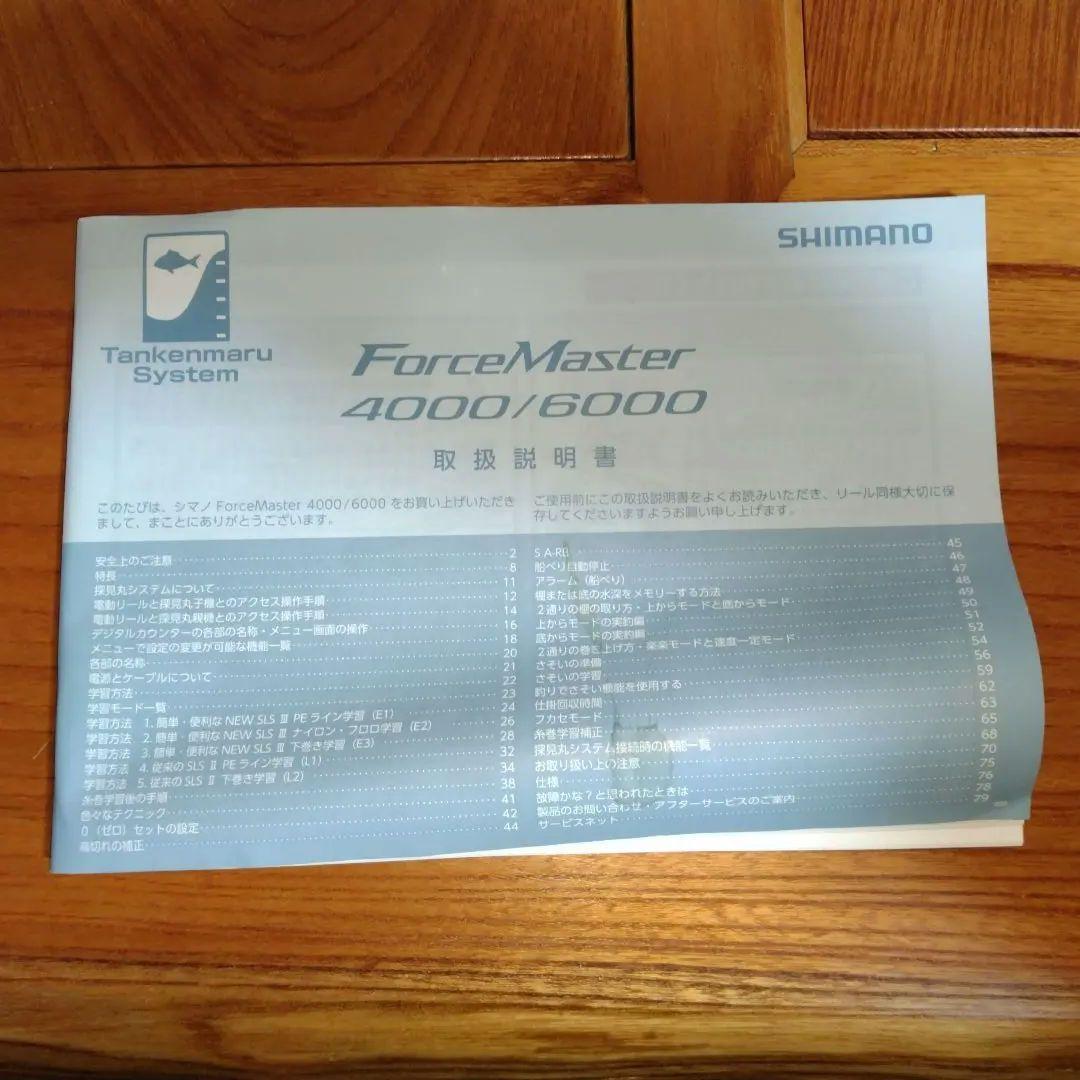 SHIMANO
Tankenmaru
System
ForceMaster
4000/6000
取扱説明書
このたびは、シマノ ForceMaster 4000/6000 をお買い上げいただき
まして、まことにありがとうございます。
ご使用前にこの取扱説明書をよくお読みいただき、リール同様大切に保
存してくださいますようお願い申し上げます。
安全上のご注意 2
特長 8
探見丸システムについて 11
電動リールと探見丸子機とのアクセス操作手順 12
電動リールと探見丸親機とのアクセス操作手順 14
デジタルカウンターの各部の名称・メニュー画面の操作 16
メニューで設定の変更が可能な機能一覧 18
各部の名称 20
電源とケーブルについて 21
学習方法 22
学習モード一覧 23
学習方法 1. 簡単・便利な NEW SLS Ⅲ PE ライン学習（E1） 24
学習方法 2. 簡単・便利な NEW SLS Ⅲ ナイロン・フロロ学習（E2） 26
学習方法 3. 簡単・便利な NEW SLS Ⅲ 下巻き学習（E3） 28
学習方法 4. 従来の SLS Ⅱ PE ライン学習（L1） 32
学習方法 5. 従来の SLS Ⅱ 下巻き学習（L2） 34
糸巻学習後の手順 38
色々なテクニック 41
0（ゼロ）セットの設定 42
高切れの補正 44
S A-RB 45
船べり自動停止 46
アラーム（船べり） 47
棚または底の水深をメモリーする方法 48
2通りの棚の取り方・上からモードと底からモード 49
上からモードの実釣編 50
底からモードの実釣編 51
2通りの巻き上げ方・楽楽モードと速度一定モード 52
さそいの準備 54
さそいの学習 56
釣りでさそい機能を使用する 59
仕掛回収時間 62
フカセモード 63
糸巻学習補正 65
探見丸システム接続時の機能一覧 68
お取り扱い上の注意 70
仕様 75
故障かな？と思われたときは 76
製品のお問い合わせ・アフターサービスのご案内 78
サービスネット 79